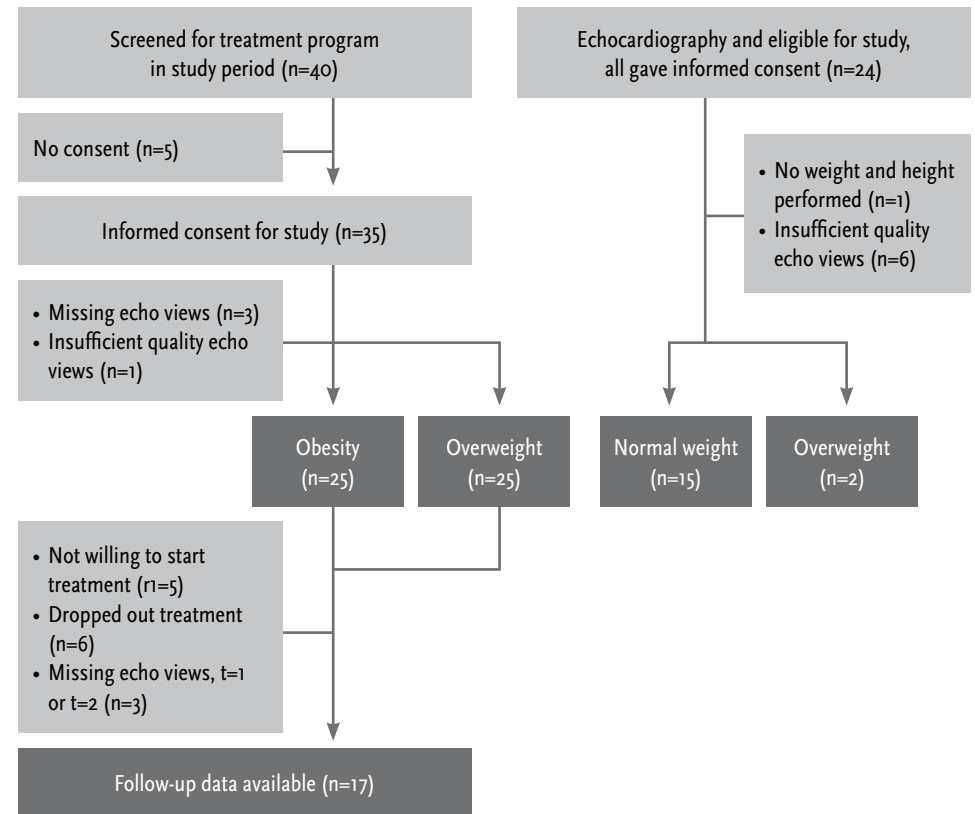 Screened for treatment program
in study period (n=40)
Echocardiography and eligible for study,
all gave informed consent (n=24)
No consent (n=5)
• No weight and height
performed (n=1)
• Insufficient quality
echo views (n=6)
Informed consent for study (n=35)
• Missing echo views (n=3)
• Insufficient quality echo
views (n=1)
Obesity
(n=25)
Overweight
(n=25)
Normal weight
(n=15)
Overweight
(n=2)
• Not willing to start
treatment (r1=5)
• Dropped out treatment
(n=6)
• Missing echo views, t=1
or t=2 (n=3)
Follow-up data available (n=17)